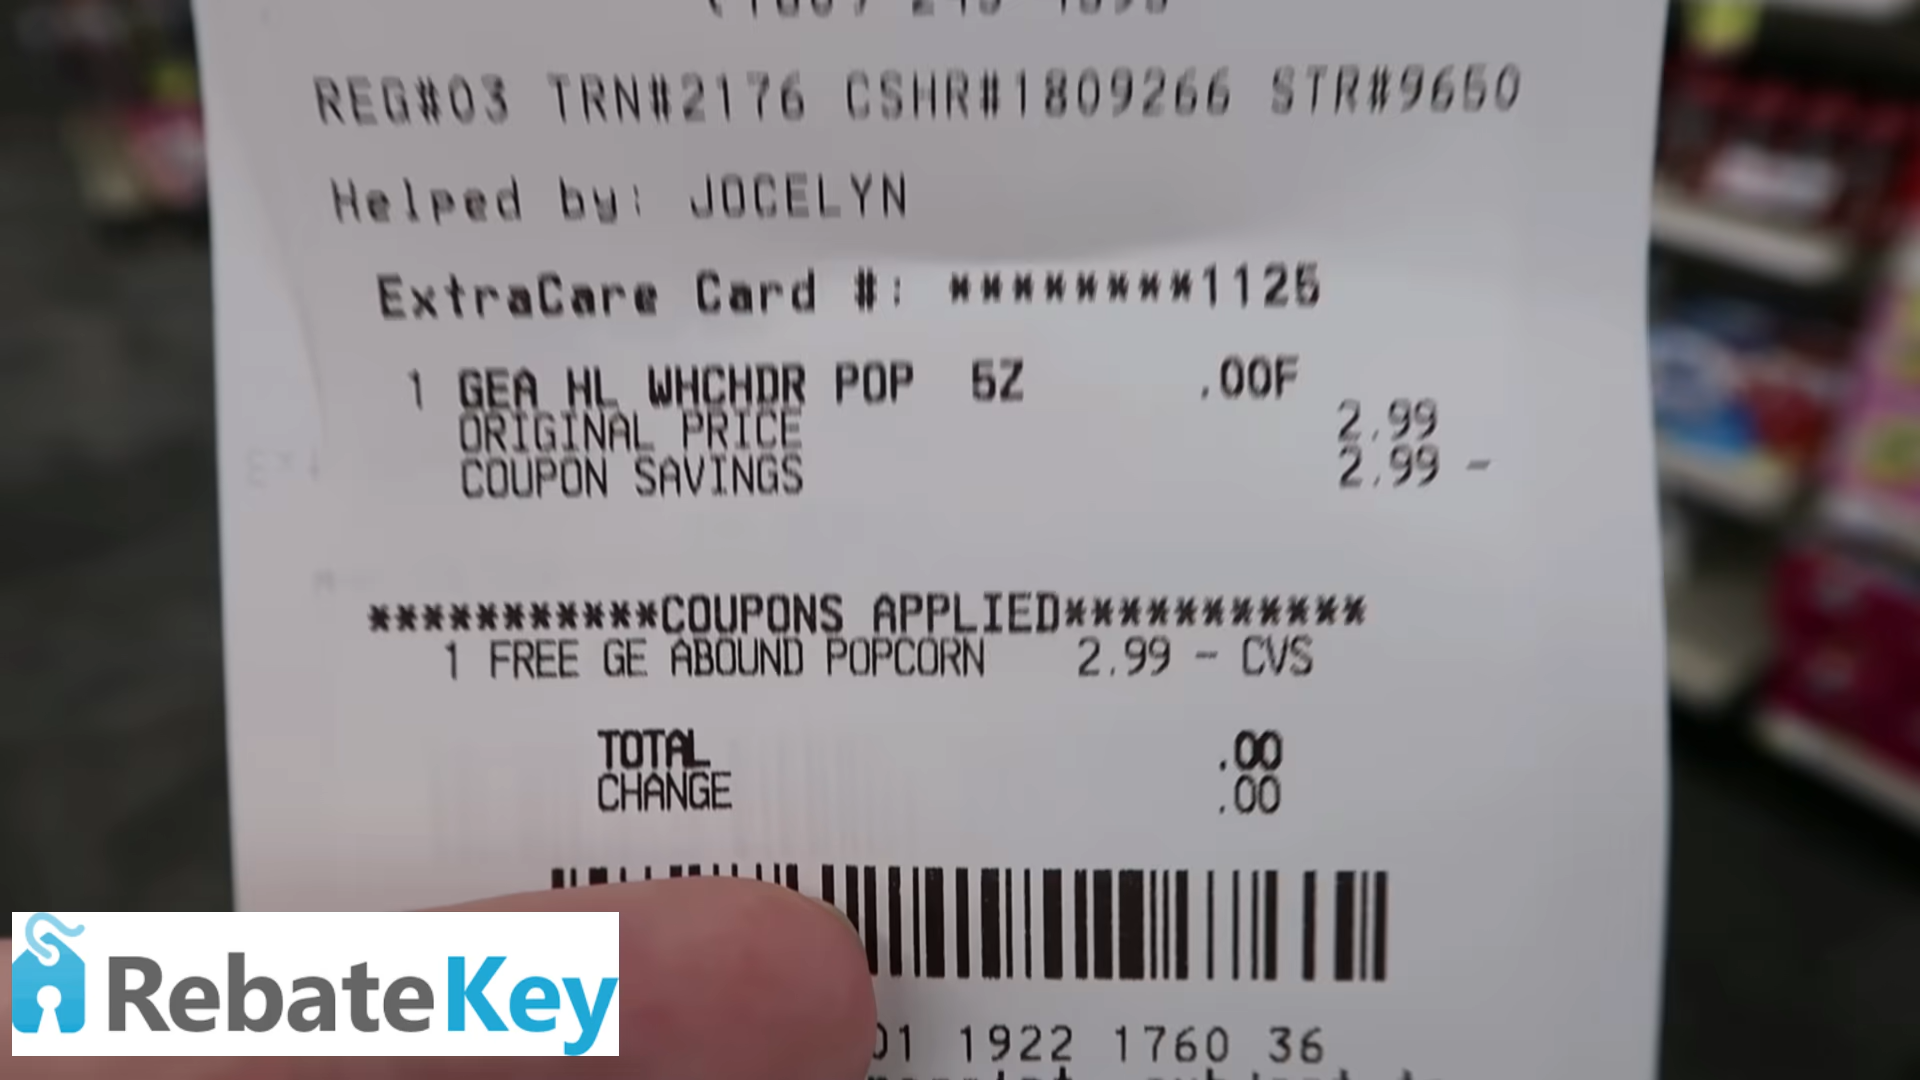 REG#03 TRN#2176 CSHR#1809266 STR#9650
Helped by: JOCELYN
ExtraCare Card #: ********1125
1 GEA HL WHCHDR POP 5Z .00F
ORIGINAL PRICE 2.99
COUPON SAVINGS 2.99 -
***********COUPONS APPLIED***********
1 FREE GE ABOUND POPCORN 2.99 - CVS
TOTAL .00
CHANGE .00
01 1922 1760 36
RebateKey